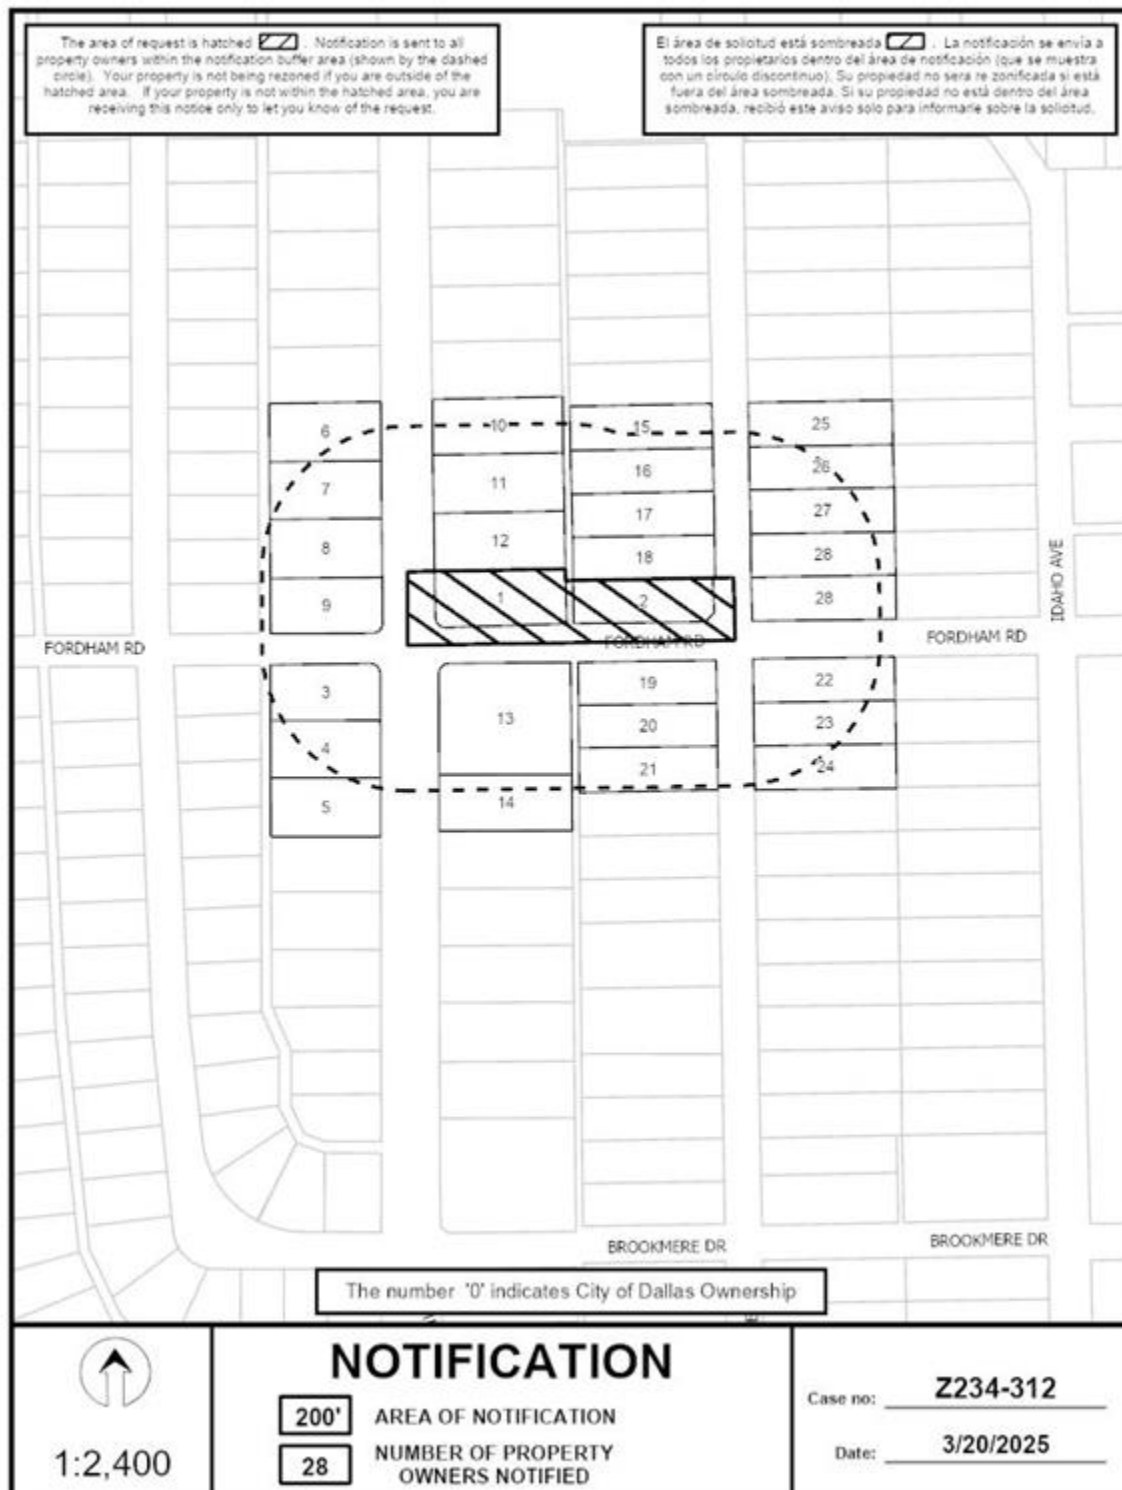 The area of request is hatched . Notification is sent to all
property owners within the notification buffer area (shown by the dashed
circle). Your property is not being rezoned if you are outside of the
hatched area. If your property is not within the hatched area, you are
receiving this notice only to let you know of the request.
El área de solicitud está sombreada . La notificación se envía a
todos los propietarios dentro del área de notificación (que se muestra
con un círculo discontinuo). Su propiedad no sera re zonificada si está
fuera del área sombreada. Si su propiedad no está dentro del área
sombreada, recibió este aviso solo para informarle sobre la solicitud.
6
10
15
25
26
7
11
16
17
27
8
12
18
28
9
1
2
28
IDAHO AVE
FORDHAM RD
FORDHAM RD
FORDHAM RD
3
13
19
22
4
20
23
21
24
5
14
BROOKMERE DR
BROOKMERE DR
The number '0' indicates City of Dallas Ownership
1:2,400
NOTIFICATION
200' AREA OF NOTIFICATION
28 NUMBER OF PROPERTY
OWNERS NOTIFIED
Case no: Z234-312
Date: 3/20/2025